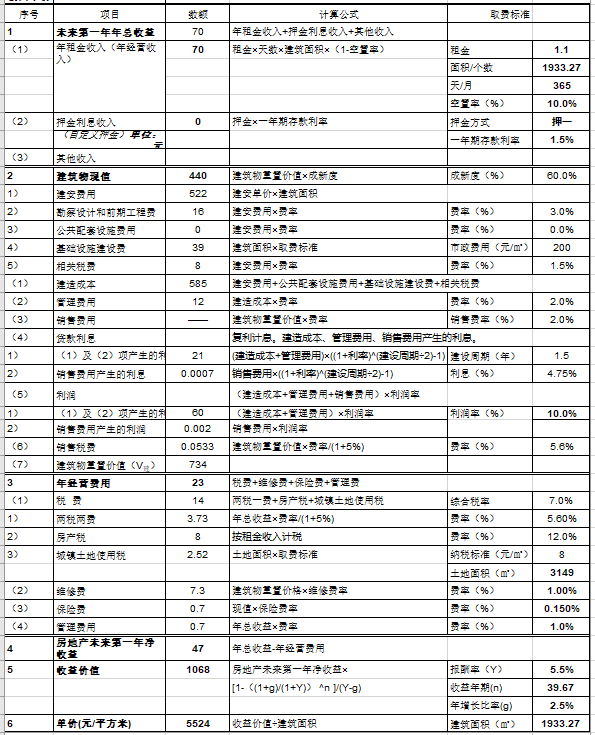 序号 项目 数额 计算公式 取费标准
1 未来第一年年总收益 70 年租金收入+押金利息收入+其他收入
(1) 年租金收入（年经营收入） 70 租金×天数×建筑面积×（1-空置率） 租金 1.1
面积/个数 1933.27
天/月 365
空置率（%） 10.0%
(2) 押金利息收入 0 押金×一年期存款利率 押金方式 押一
（自定义押金）单位：元 一年期存款利率 1.5%
(3) 其他收入
2 建筑物现值 440 建筑物重置价值×成新度 成新度（%） 60.0%
1） 建安费用 522 建安单价×建筑面积
2） 勘察设计和前期工程费 16 建安费用×费率 费率（%） 3.0%
3） 公共配套设施费用 0 建安费用×费率 费率（%） 0.0%
4） 基础设施建设费 39 建筑面积×取费标准 市政费用（元/㎡） 200
5） 相关税费 8 建安费用×费率 费率（%） 1.5%
(1) 建造成本 585 建安费用+公共配套设施费用+基础设施建设费+相关税费
(2) 管理费用 12 建造成本×费率 费率（%） 2.0%
(3) 销售费用 —— 建筑物重置价值×费率 销售费率（%） 2.0%
(4) 贷款利息 复利计息。建造成本、管理费用、销售费用产生的利息。
1） （1）及（2）项产生的利 21 (建造成本+管理费用)×((1+利率)^(建设周期÷2)-1) 建设周期（年） 1.5
2） 销售费用产生的利息 0.0007 销售费用×((1+利率)^(建设周期÷2)-1) 利息（%） 4.75%
(5) 利润 （建造成本+管理费用+销售费用）×利润率
1） （1）及（2）项产生的利 60 （建造成本+管理费用）×利润率 利润率（%） 10.0%
2） 销售费用产生的利润 0.002 销售费用×利润率
(6) 销售税费 0.0533 建筑物重置价值×费率/(1+5%) 费率（%） 5.6%
(7) 建筑物重置价值（V建） 734
3 年经营费用 23 税费+维修费+保险费+管理费
(1) 税 费 14 两税一费+房产税+城镇土地使用税 综合税率 7.0%
1） 两税两费 3.73 年总收益×费率/(1+5%) 费率（%） 5.60%
2） 房产税 8 按租金收入计税 费率（%） 12.0%
3） 城镇土地使用税 2.52 土地面积×取费标准 纳税标准（元/㎡） 8
土地面积（㎡） 3149
(2) 维修费 7.3 建筑物重置价格×维修费率 费率（%） 1.00%
(3) 保险费 0.7 现值×保险费率 费率（%） 0.150%
(4) 管理费用 0.7 年总收益×费率 费率（%） 1.0%
4 房地产未来第一年净收益 47 年总收益-年经营费用
5 收益价值 1068 房地产未来第一年净收益× 报酬率（Y） 5.5%
[1-（(1+g)/(1+Y)） ^n ]/(Y-g) 收益年期(n) 39.67
年增长比率(g) 2.5%
6 单价(元/平方米) 5524 收益价值÷建筑面积 建筑面积（㎡） 1933.27